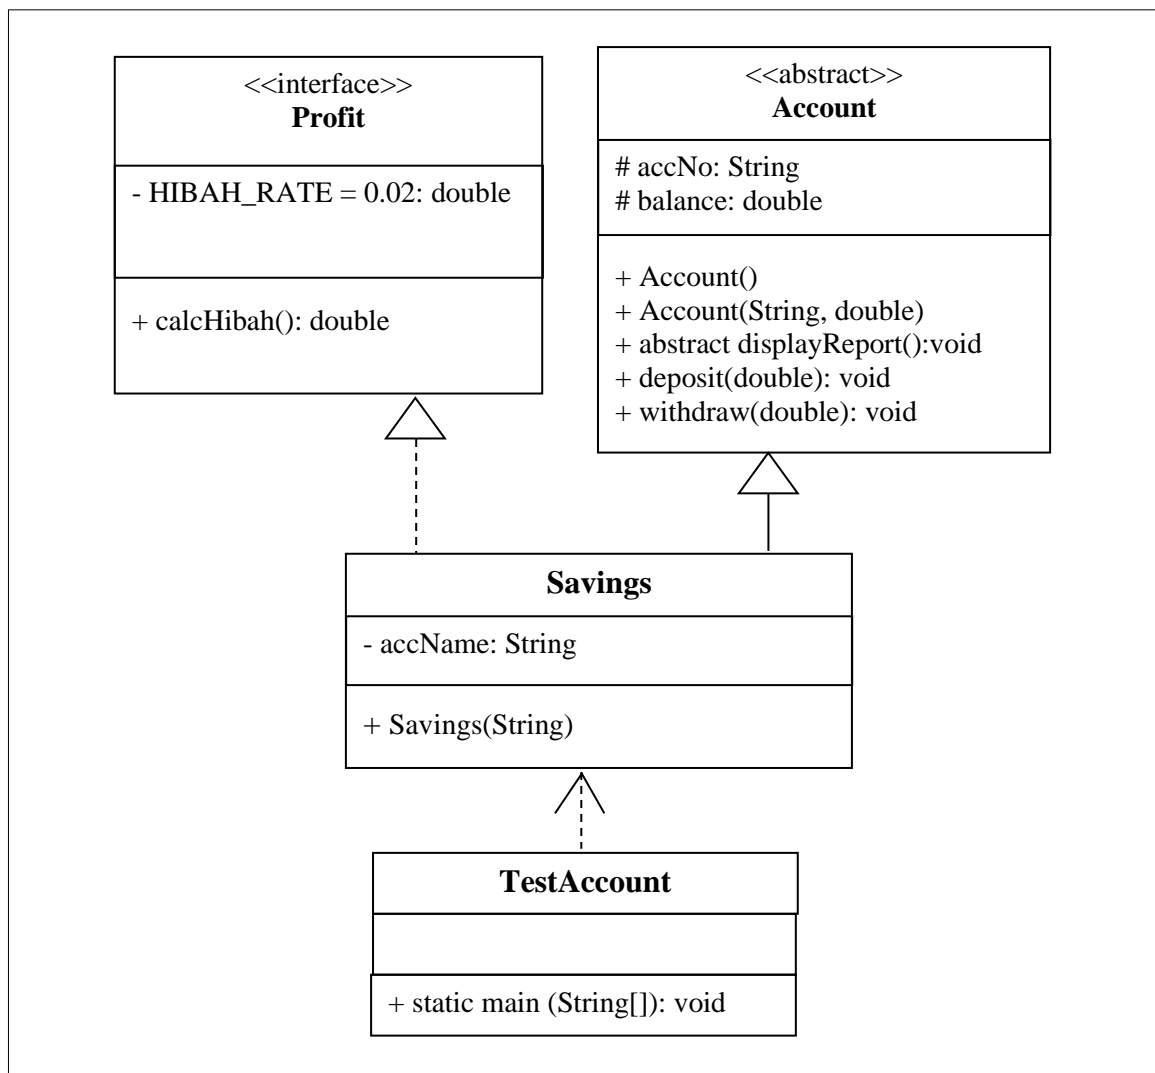 <<interface>>
Profit
- HIBAH_RATE = 0.02: double
+ calcHibah(): double
<<abstract>>
Account
# accNo: String
# balance: double
+ Account()
+ Account(String, double)
+ abstract displayReport():void
+ deposit(double): void
+ withdraw(double): void
Savings
- accName: String
+ Savings(String)
TestAccount
+ static main (String[]): void